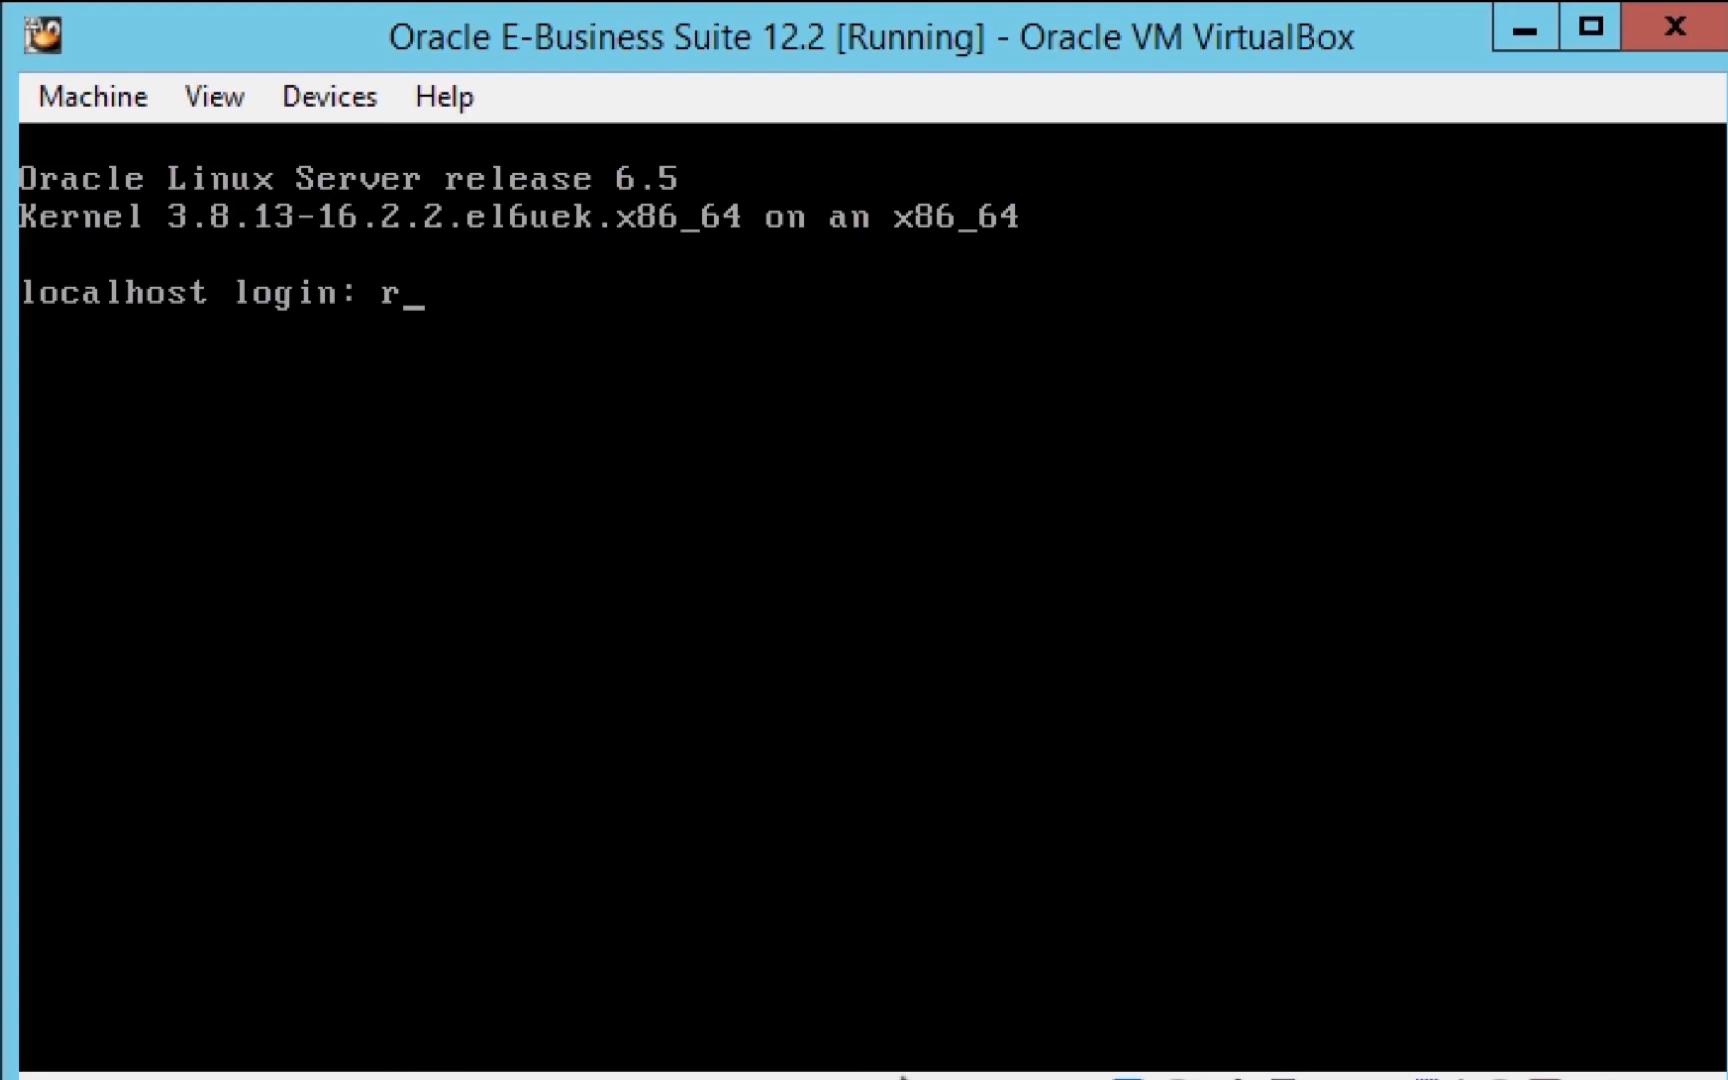 Oracle E-Business Suite 12.2 [Running] - Oracle VM VirtualBox
Machine View Devices Help
Oracle Linux Server release 6.5
Kernel 3.8.13-16.2.2.el6uek.x86_64 on an x86_64
localhost login: r_